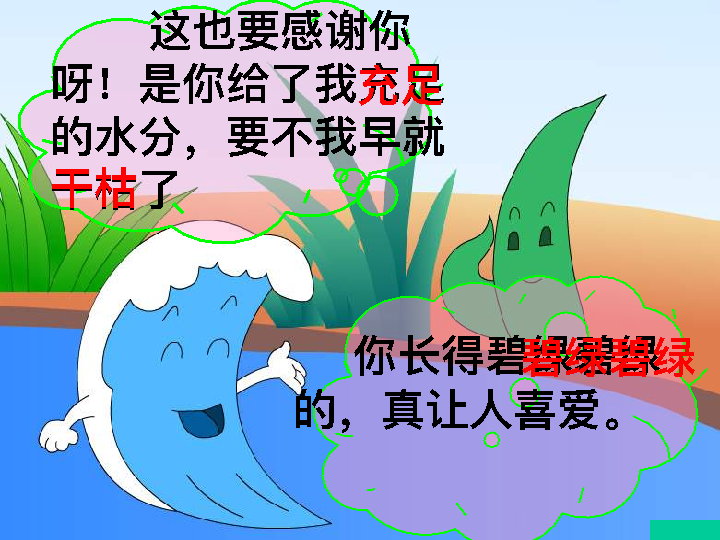 这也要感谢你
呀！是你给了我充足
的水分，要不我早就
干枯了
你长得碧绿碧绿
的，真让人喜爱。